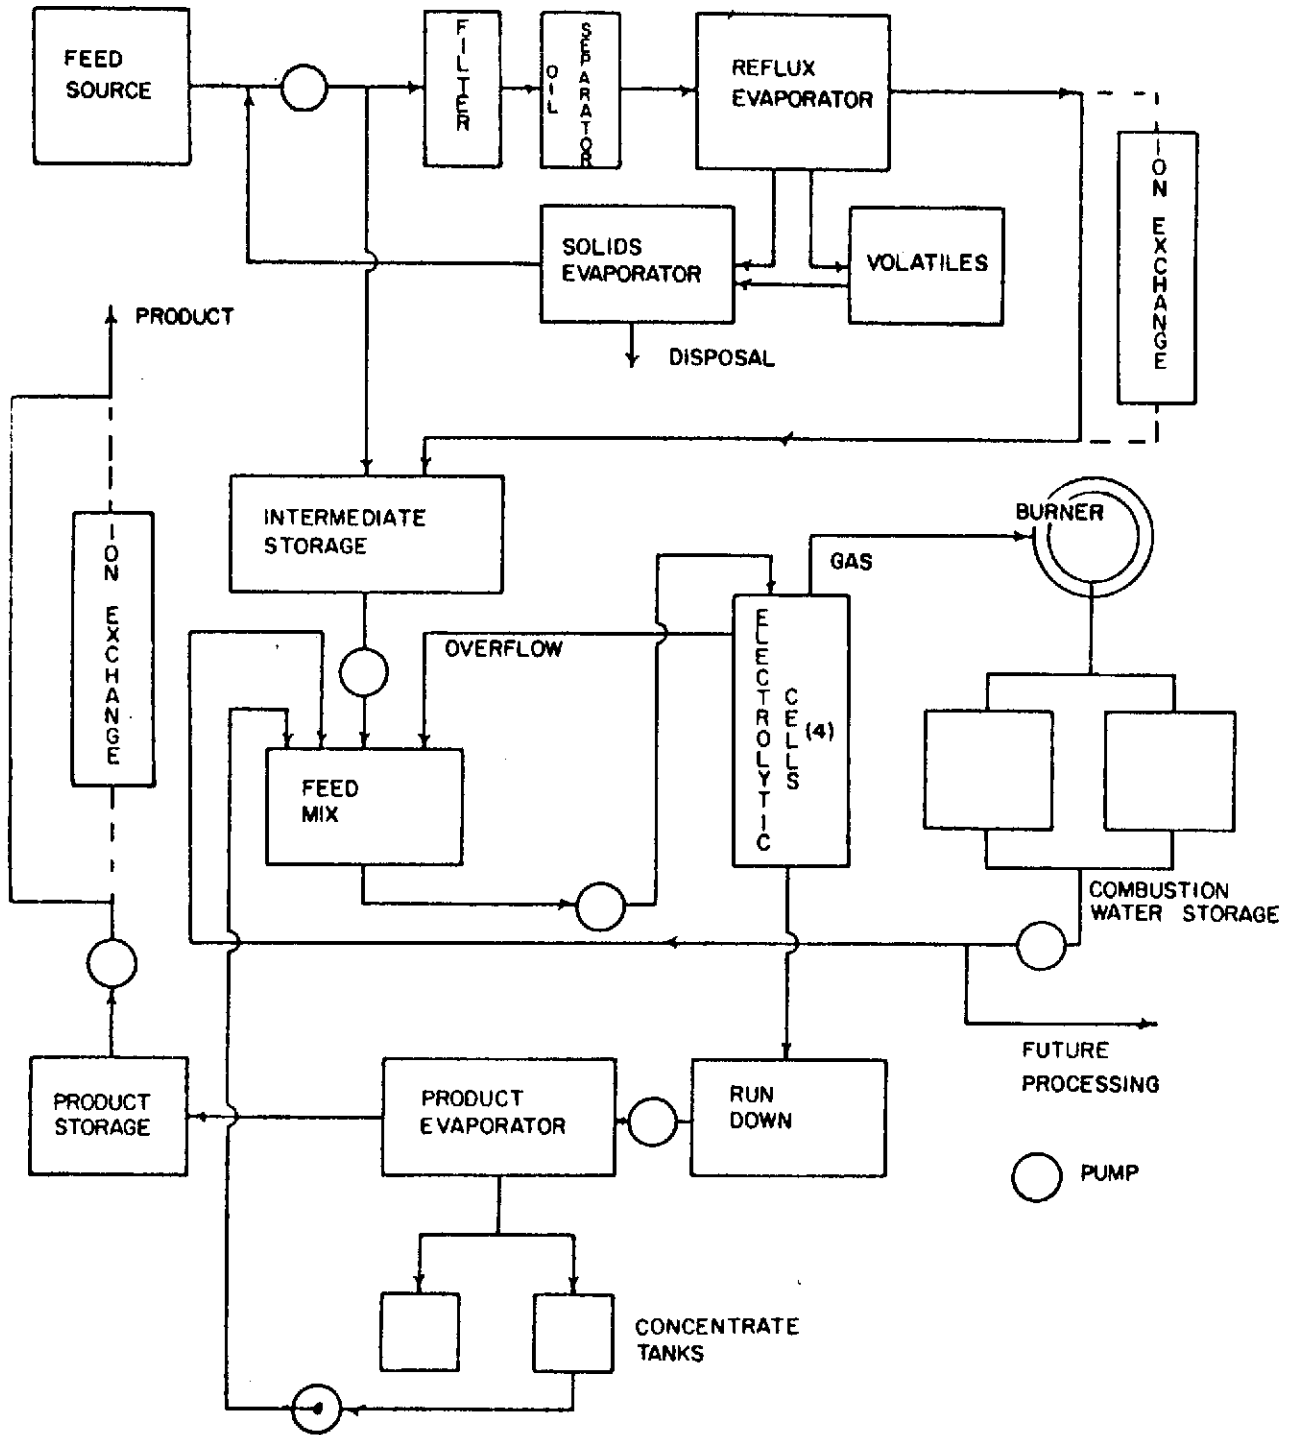 FEED
SOURCE
FILTER
OIL
SEPARATOR
REFLUX
EVAPORATOR
ION EXCHANGE
SOLIDS
EVAPORATOR
VOLATILES
PRODUCT
DISPOSAL
INTERMEDIATE
STORAGE
BURNER
GAS
ION EXCHANGE
OVERFLOW
ELECTROLYTIC
CELLS
(4)
FEED
MIX
COMBUSTION
WATER STORAGE
FUTURE
PROCESSING
PRODUCT
STORAGE
PRODUCT
EVAPORATOR
RUN
DOWN
PUMP
CONCENTRATE
TANKS